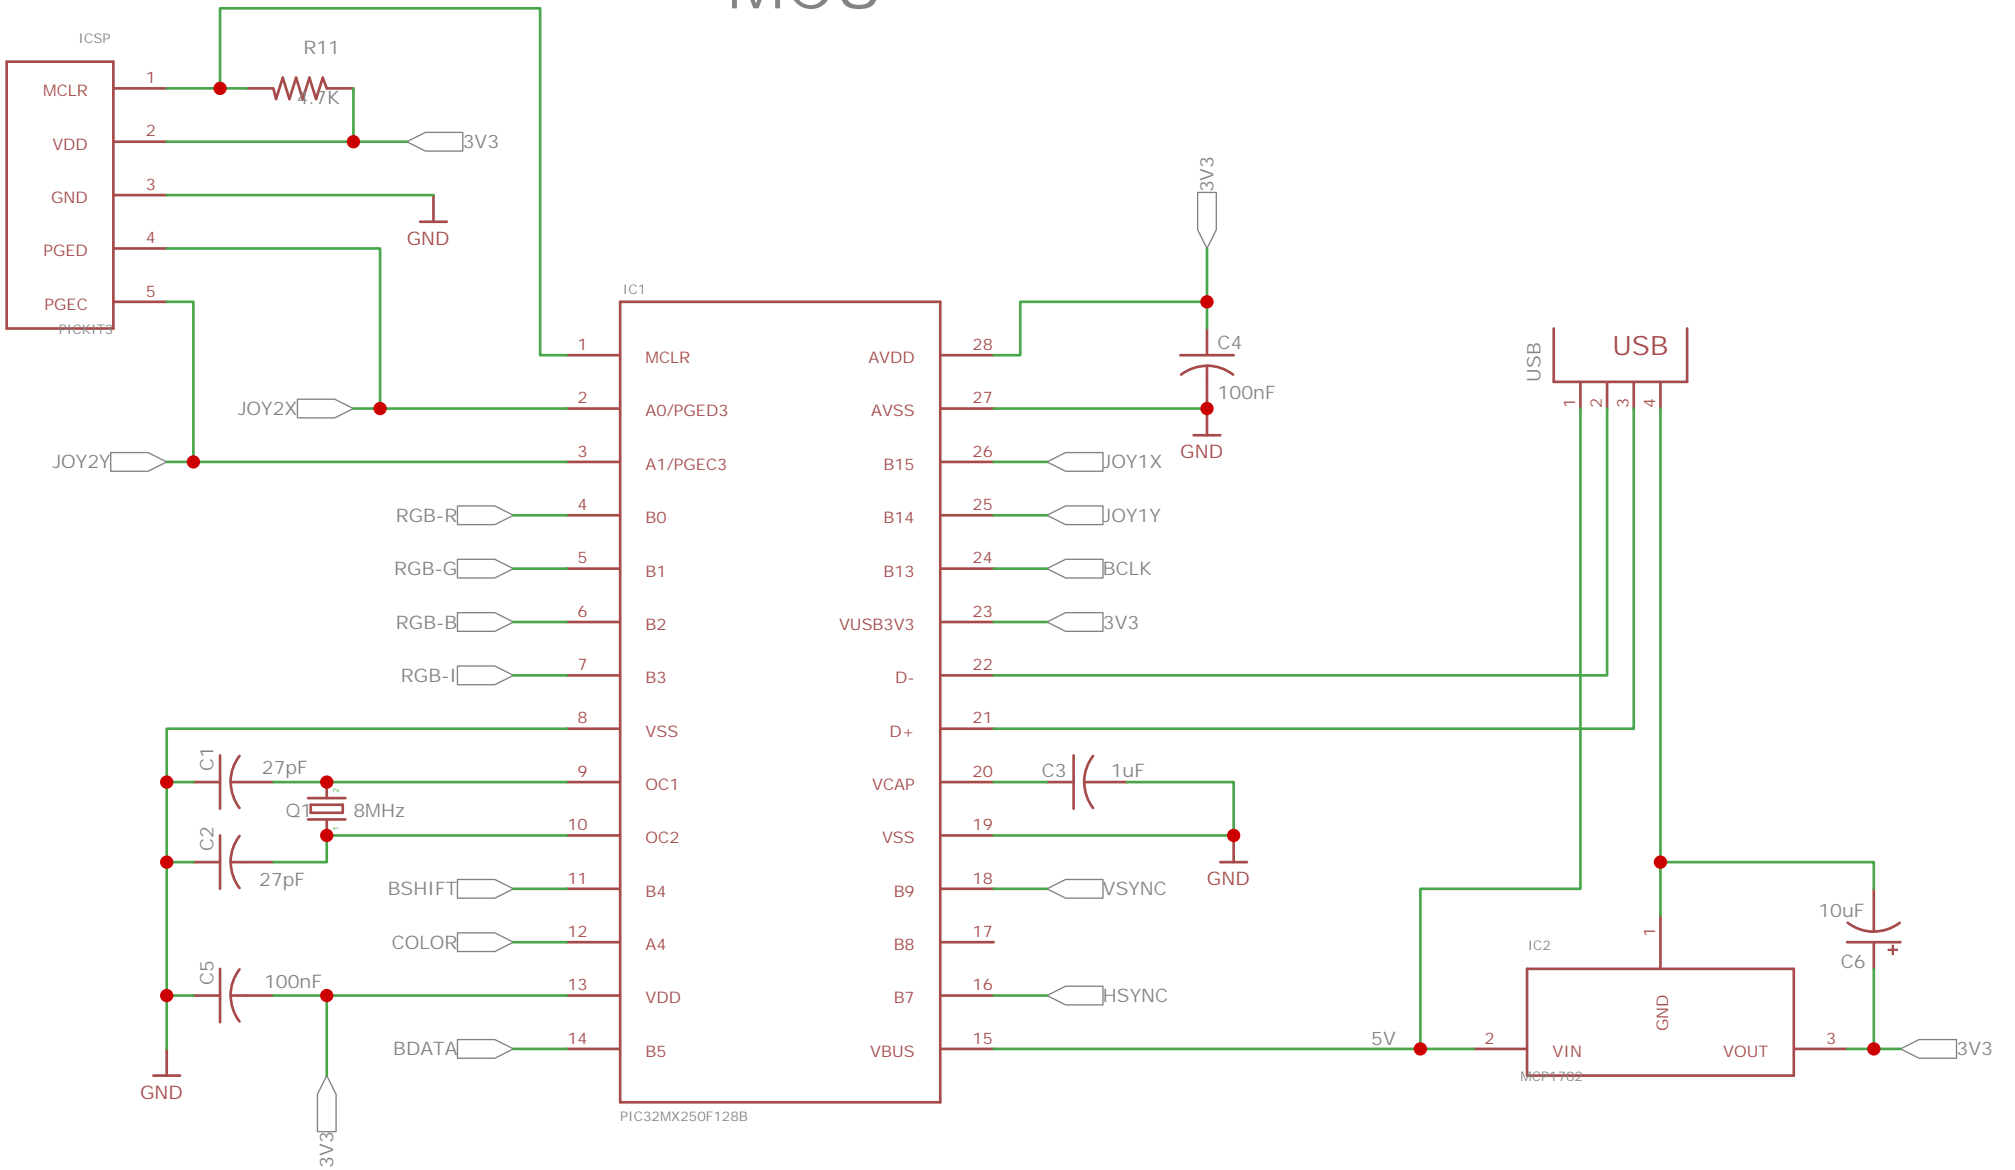 MCU
ICSP
MCLR 1
VDD 2
GND 3
PGED 4
PGEC 5
PICKIT3
R11
4.7K
3V3
GND
JOY2X
JOY2Y
RGB-R
RGB-G
RGB-B
RGB-I
C1 27pF
Q1 8MHz
C2 27pF
BSHIFT
COLOR
C5 100nF
BDATA
GND
3V3
IC1
1 MCLR
2 A0/PGED3
3 A1/PGEC3
4 B0
5 B1
6 B2
7 B3
8 VSS
9 OC1
10 OC2
11 B4
12 A4
13 VDD
14 B5
AVDD 28
AVSS 27
B15 26
B14 25
B13 24
VUSB3V3 23
D- 22
D+ 21
VCAP 20
VSS 19
B9 18
B8 17
B7 16
VBUS 15
PIC32MX250F128B
3V3
C4
100nF
GND
JOY1X
JOY1Y
BCLK
3V3
C3 1uF
GND
VSYNC
HSYNC
5V
USB
USB
1 2 3 4
10uF
+
C6
IC2
1
GND
2 VIN
VOUT 3
MCP1702
3V3
2
1